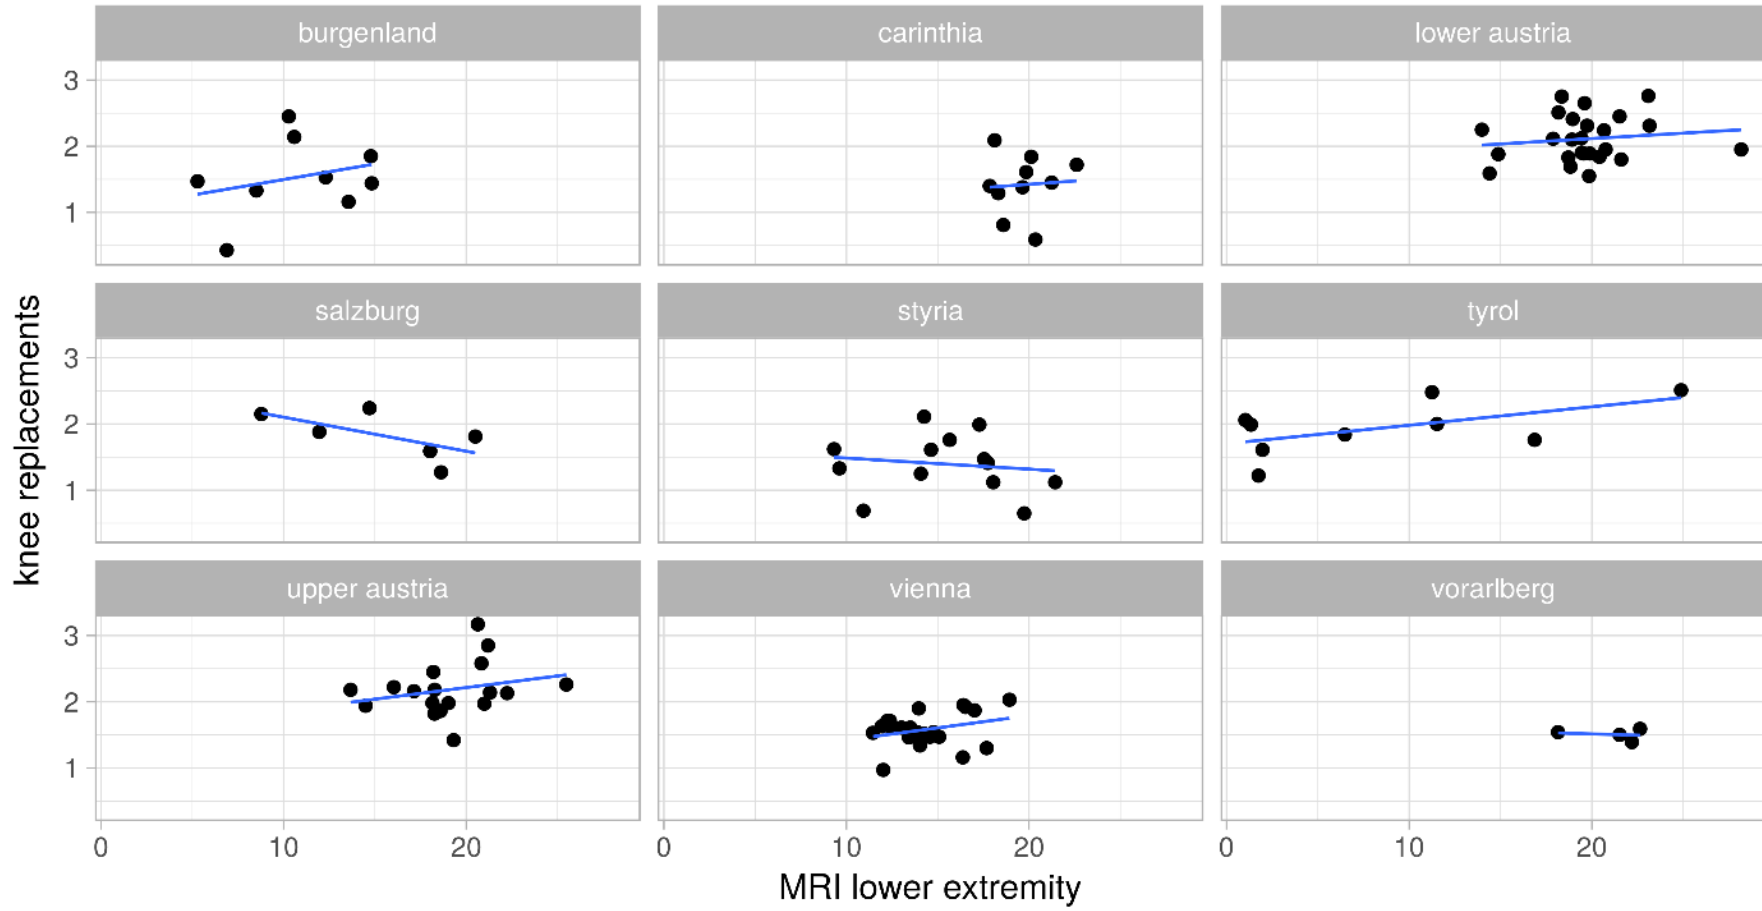 burgenland carinthia lower austria
3
2
1
salzburg styria tyrol
3
2
1
upper austria vienna vorarlberg
3
2
1
0 10 20 0 10 20 0 10 20
MRI lower extremity
knee replacements